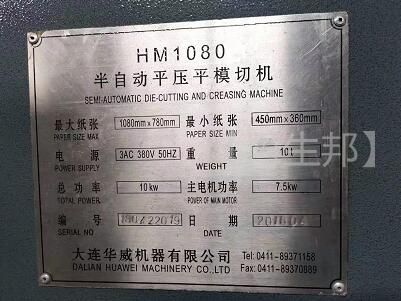 HM1080
半自动平压平模切机
SEMI-AUTOMATIC DIE-CUTTING AND CREASING MACHINE
最大纸张 1080mm×780mm 最小纸张 450mm×360mm
PAPER SIZE MAX PAPER SIZE MIN
电源 3AC 380V 50HZ 重量
POWER SUPPLY WEIGHT
总功率 10kw 主电机功率 7.5kw
TOTAL POWER POWER OF MAIN MOTOR
编号 日期
SERIAL NO DATE
大连华威机器有限公司 Tel:0411-89371158
DALIAN HUAWEI MACHINERY CO.,LTD Fax:0411-89370889
生邦】